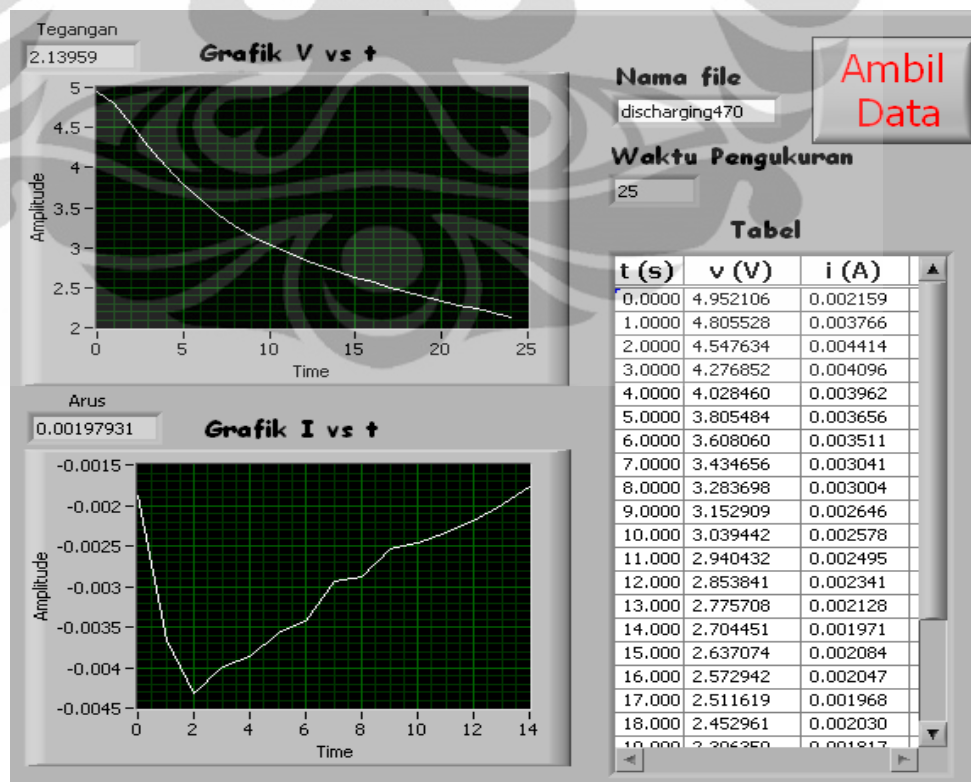 Tegangan
2.13959
Grafik V vs t
5
4.5
4
3.5
3
2.5
2
Amplitude
0 5 10 15 20 25
Time
Arus
0.00197931
Grafik I vs t
-0.0015
-0.002
-0.0025
-0.003
-0.0035
-0.004
-0.0045
Amplitude
0 2 4 6 8 10 12 14
Time
Nama file
discharging470
Ambil
Data
Waktu Pengukuran
25
Tabel
t (s) v (V) i (A)
0.0000 4.952106 0.002159
1.0000 4.805528 0.003766
2.0000 4.547634 0.004414
3.0000 4.276852 0.004096
4.0000 4.028460 0.003962
5.0000 3.805484 0.003656
6.0000 3.608060 0.003511
7.0000 3.434656 0.003041
8.0000 3.283698 0.003004
9.0000 3.152909 0.002646
10.000 3.039442 0.002578
11.000 2.940432 0.002495
12.000 2.853841 0.002341
13.000 2.775708 0.002128
14.000 2.704451 0.001971
15.000 2.637074 0.002084
16.000 2.572942 0.002047
17.000 2.511619 0.001968
18.000 2.452961 0.002030